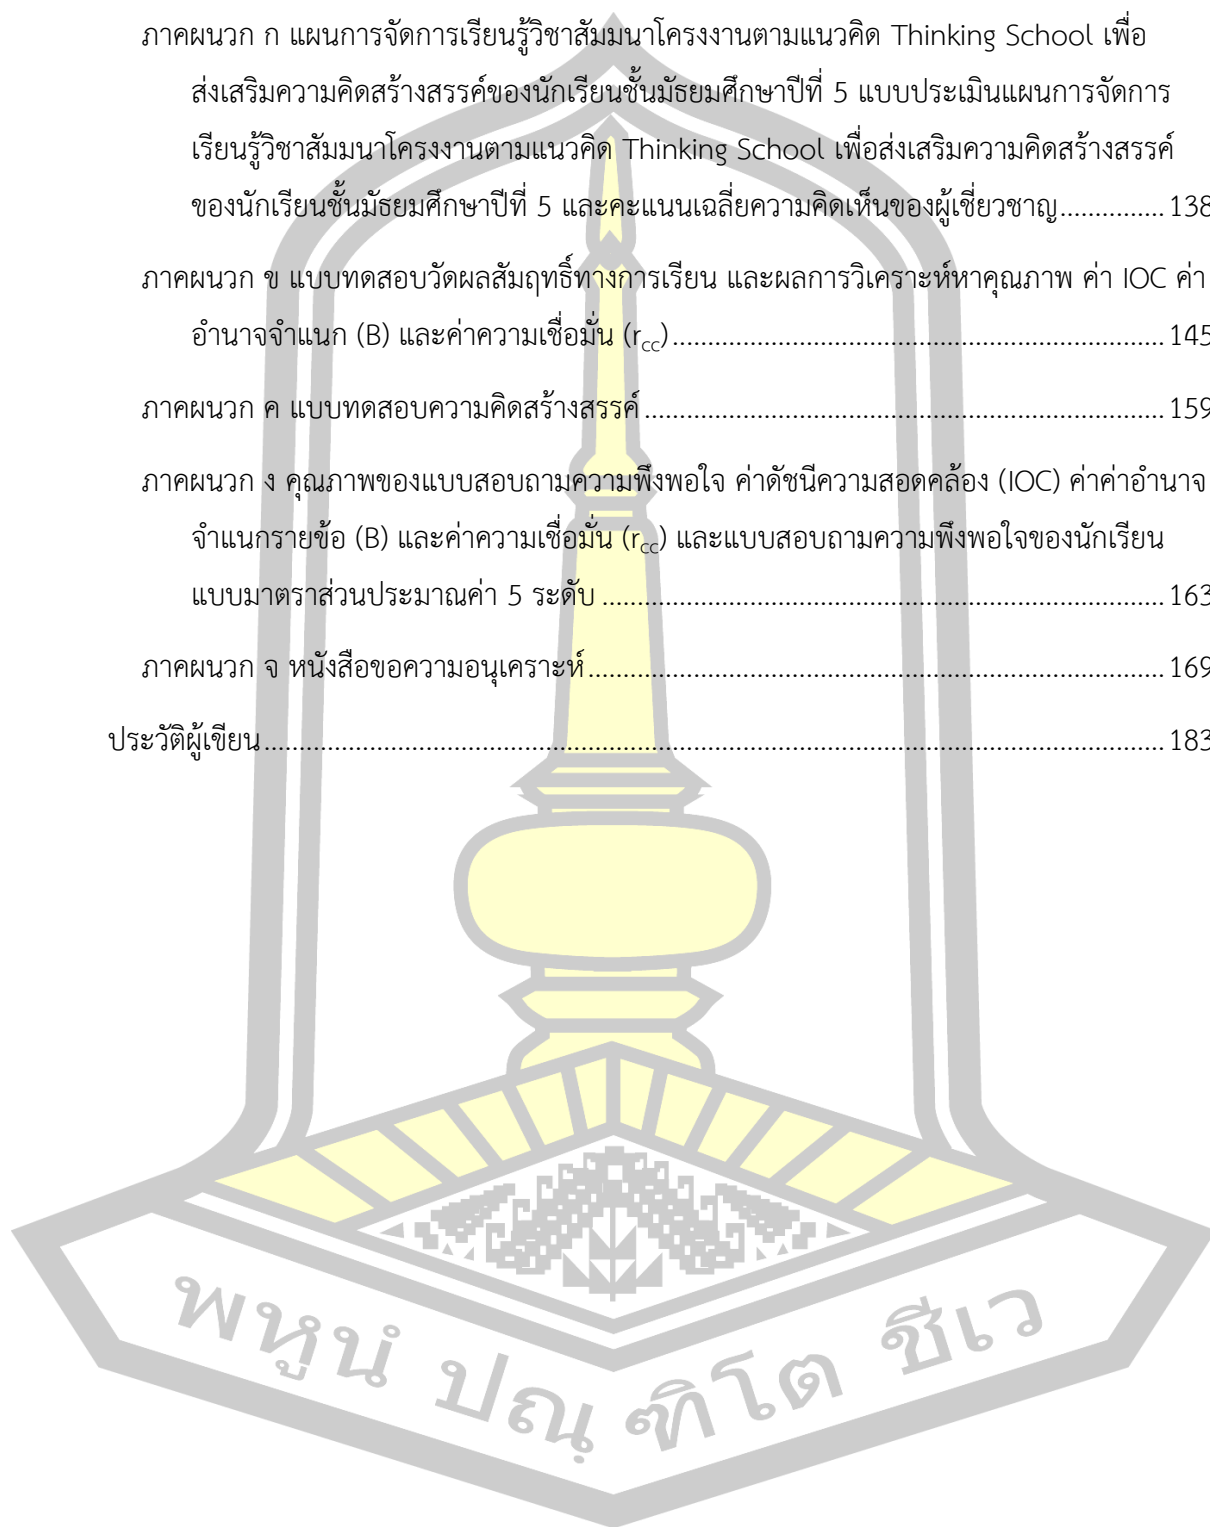 ภาคผนวก ก แผนการจัดการเรียนรู้วิชาสัมมนาโครงงานตามแนวคิด Thinking School เพื่อ
ส่งเสริมความคิดสร้างสรรค์ของนักเรียนชั้นมัธยมศึกษาปีที่ 5 แบบประเมินแผนการจัดการ
เรียนรู้วิชาสัมมนาโครงงานตามแนวคิด Thinking School เพื่อส่งเสริมความคิดสร้างสรรค์
ของนักเรียนชั้นมัธยมศึกษาปีที่ 5 และคะแนนเฉลี่ยความคิดเห็นของผู้เชี่ยวชาญ............... 138
ภาคผนวก ข แบบทดสอบวัดผลสัมฤทธิ์ทางการเรียน และผลการวิเคราะห์หาคุณภาพ ค่า IOC ค่า
อำนาจจำแนก (B) และค่าความเชื่อมั่น (rcc)...................................................................... 145
ภาคผนวก ค แบบทดสอบความคิดสร้างสรรค์.......................................................................... 159
ภาคผนวก ง คุณภาพของแบบสอบถามความพึงพอใจ ค่าดัชนีความสอดคล้อง (IOC) ค่าค่าอำนาจ
จำแนกรายข้อ (B) และค่าความเชื่อมั่น (rcc) และแบบสอบถามความพึงพอใจของนักเรียน
แบบมาตราส่วนประมาณค่า 5 ระดับ ................................................................................ 163
ภาคผนวก จ หนังสือขอความอนุเคราะห์.................................................................................. 169
ประวัติผู้เขียน................................................................................................................................ 183
พหูนํ ปณฺฑิโต ชีเว